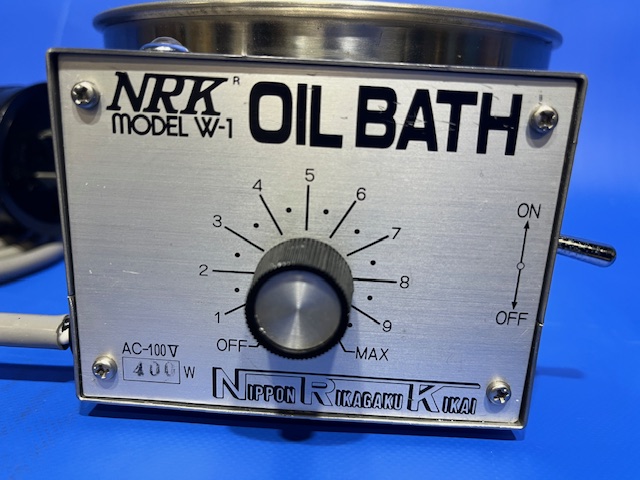 NRK® OIL BATH
MODEL W-1
5
4 6
3 7
2 8
1 9
OFF MAX
ON
OFF
AC-100V
400 W
NIPPON RIKAGAKU KIKAI